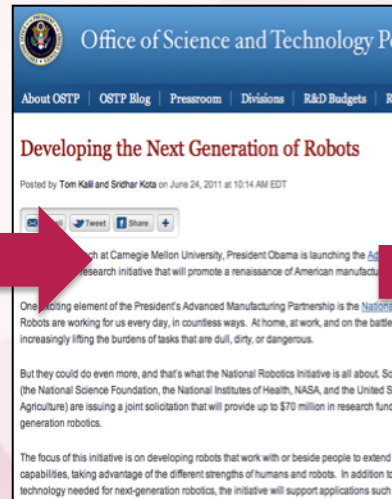 Office of Science and Technology
About OSTP | OSTP Blog | Pressroom | Divisions | R&D Budgets |
Developing the Next Generation of Robots
Posted by Tom Kalil and Sridhar Kota on June 24, 2011 at 10:14 AM EDT
Tweet Share +
at Carnegie Mellon University, President Obama is launching the
research initiative that will promote a renaissance of American
One exciting element of the President's Advanced Manufacturing Partnership is the
Robots are working for us every day, in countless ways. At home, at work, and on the
increasingly lifting the burdens of tasks that are dull, dirty, or dangerous.
But they could do even more, and that's what the National Robotics Initiative is all about.
(the National Science Foundation, the National Institutes of Health, NASA, and the United
Agriculture) are issuing a joint solicitation that will provide up to $70 million in research
generation robotics.
The focus of this initiative is on developing robots that work with or beside people to extend
capabilities, taking advantage of the different strengths of humans and robots. In addition to
technology needed for next-generation robotics, the initiative will support applications such